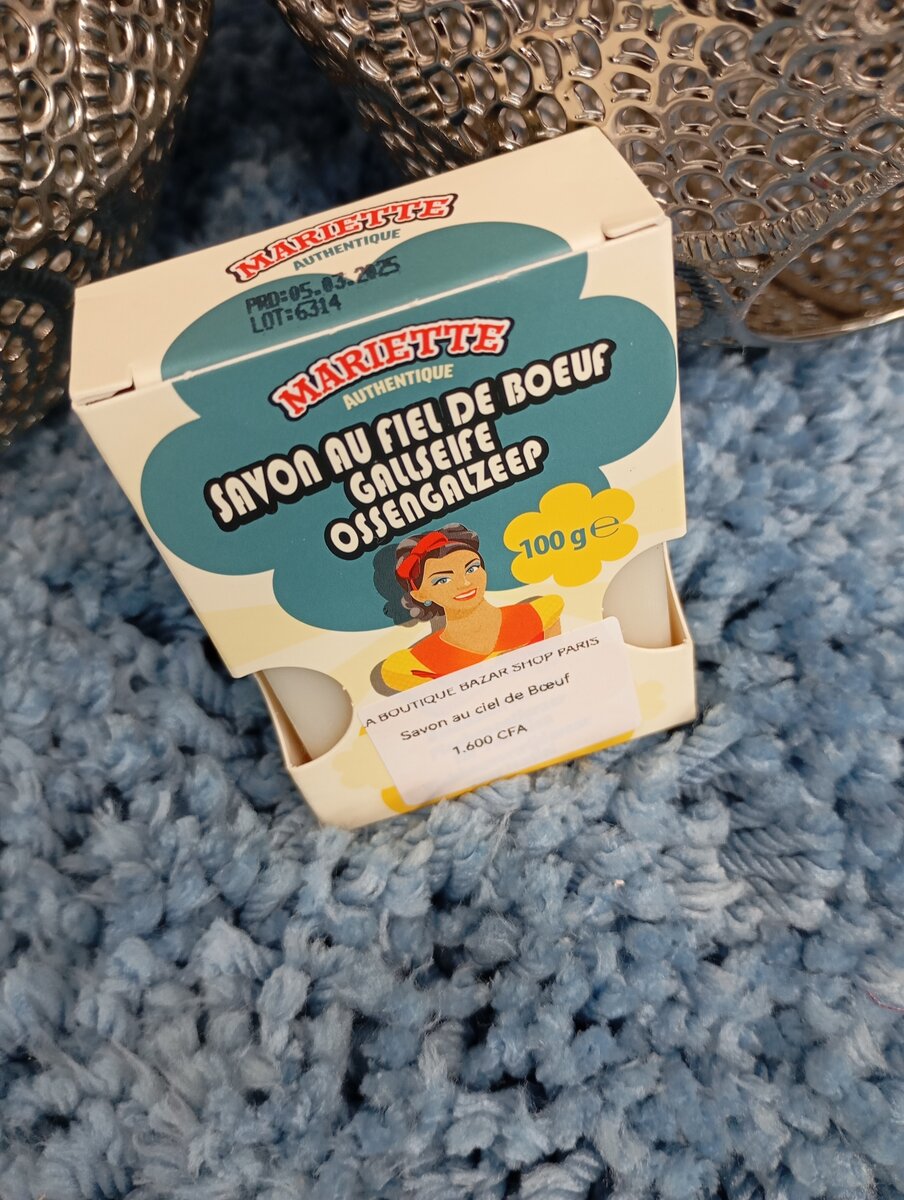 MARIETTE
AUTHENTIQUE
PRD:05.03.2025
LOT:6314
MARIETTE
AUTHENTIQUE
SAVON AU FIEL DE BOEUF
GALLSEIFE
OSSENGALZEEP
100 g ℮
A BOUTIQUE BAZAR SHOP PARIS
Savon au ciel de Bœuf
1.600 CFA